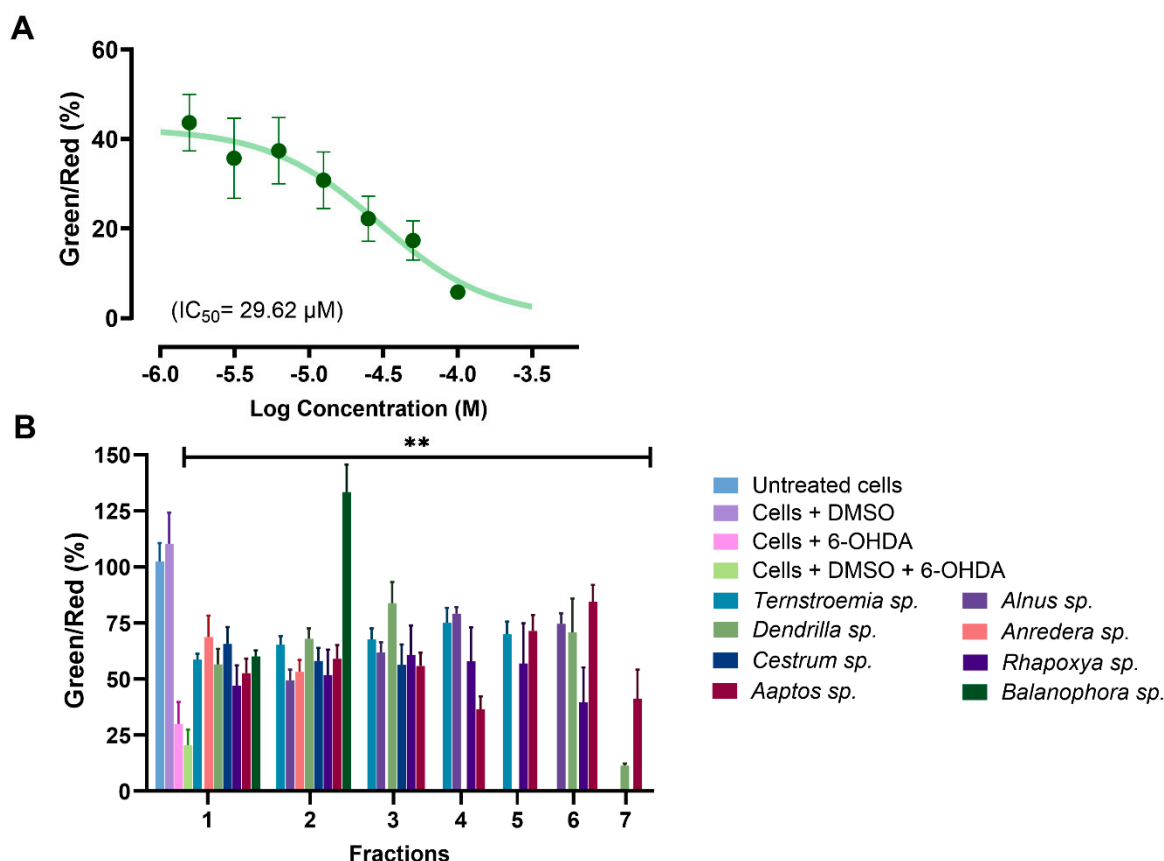 A
60
40
20
0
Green/Red (%)
(IC50= 29.62 µM)
-6.0 -5.5 -5.0 -4.5 -4.0 -3.5
Log Concentration (M)
B
**
150
125
100
75
50
25
0
Green/Red (%)
1 2 3 4 5 6 7
Fractions
Untreated cells
Cells + DMSO
Cells + 6-OHDA
Cells + DMSO + 6-OHDA
Ternstroemia sp. Alnus sp.
Dendrilla sp. Anredera sp.
Cestrum sp. Rhapoxya sp.
Aaptos sp. Balanophora sp.